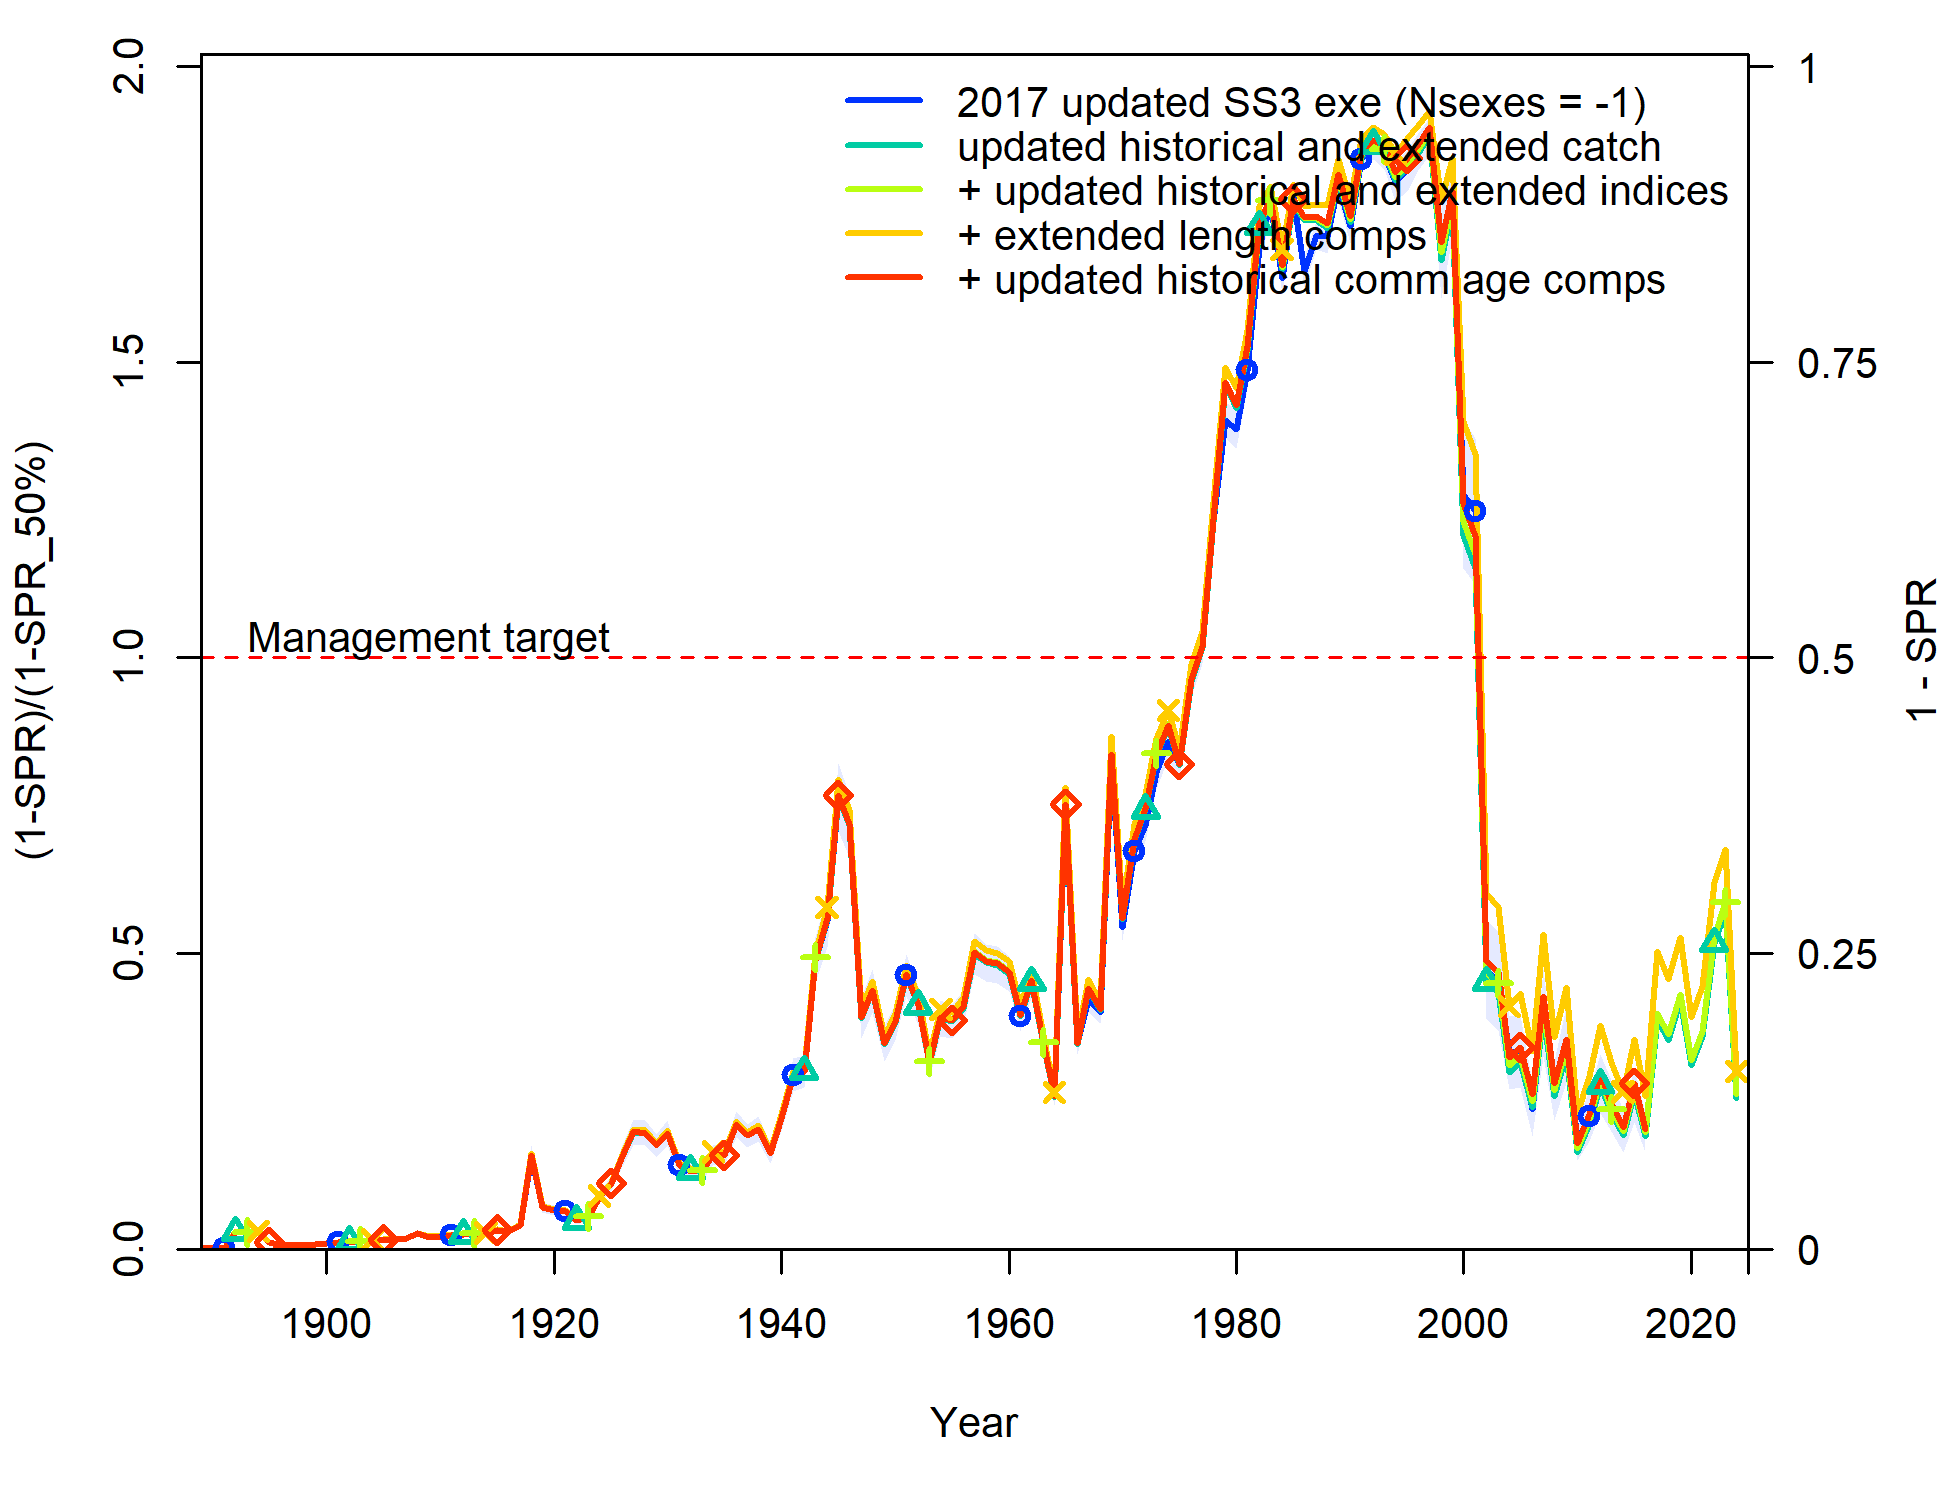 2017 updated SS3 exe (Nsexes = -1)
updated historical and extended catch
+ updated historical and extended indices
+ extended length comps
+ updated historical comm age comps
Management target
(1-SPR)/(1-SPR_50%)
0.0
0.5
1.0
1.5
2.0
1 - SPR
0
0.25
0.5
0.75
1
1900
1920
1940
1960
1980
2000
2020
Year